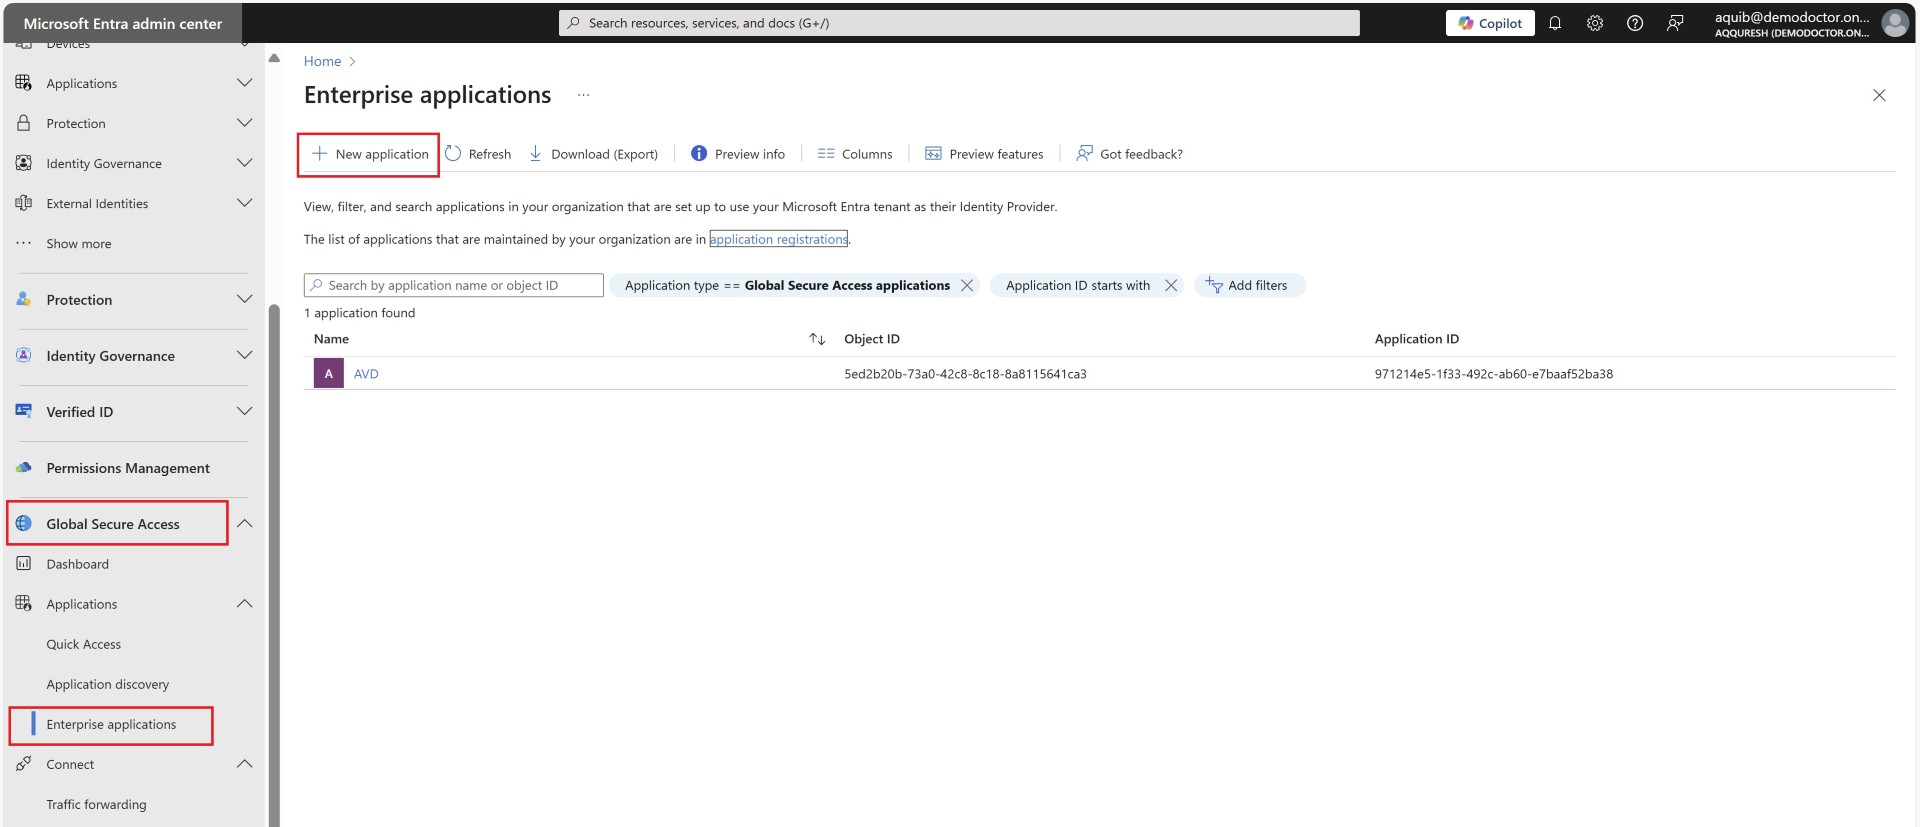 Microsoft Entra admin center
Search resources, services, and docs (G+/)
Copilot
aquib@demodoctor.on...
AQQURESH (DEMODOCTOR.ON...
Devices
Applications
Protection
Identity Governance
External Identities
Show more
Protection
Identity Governance
Verified ID
Permissions Management
Global Secure Access
Dashboard
Applications
Quick Access
Application discovery
Enterprise applications
Connect
Traffic forwarding
Home
Enterprise applications ...
New application Refresh Download (Export) Preview info Columns Preview features Got feedback?
View, filter, and search applications in your organization that are set up to use your Microsoft Entra tenant as their Identity Provider.
The list of applications that are maintained by your organization are in application registrations.
Search by application name or object ID Application type == Global Secure Access applications Application ID starts with Add filters
1 application found
Name Object ID Application ID
A AVD 5ed2b20b-73a0-42c8-8c18-8a8115641ca3 971214e5-1f33-492c-ab60-e7baaf52ba38